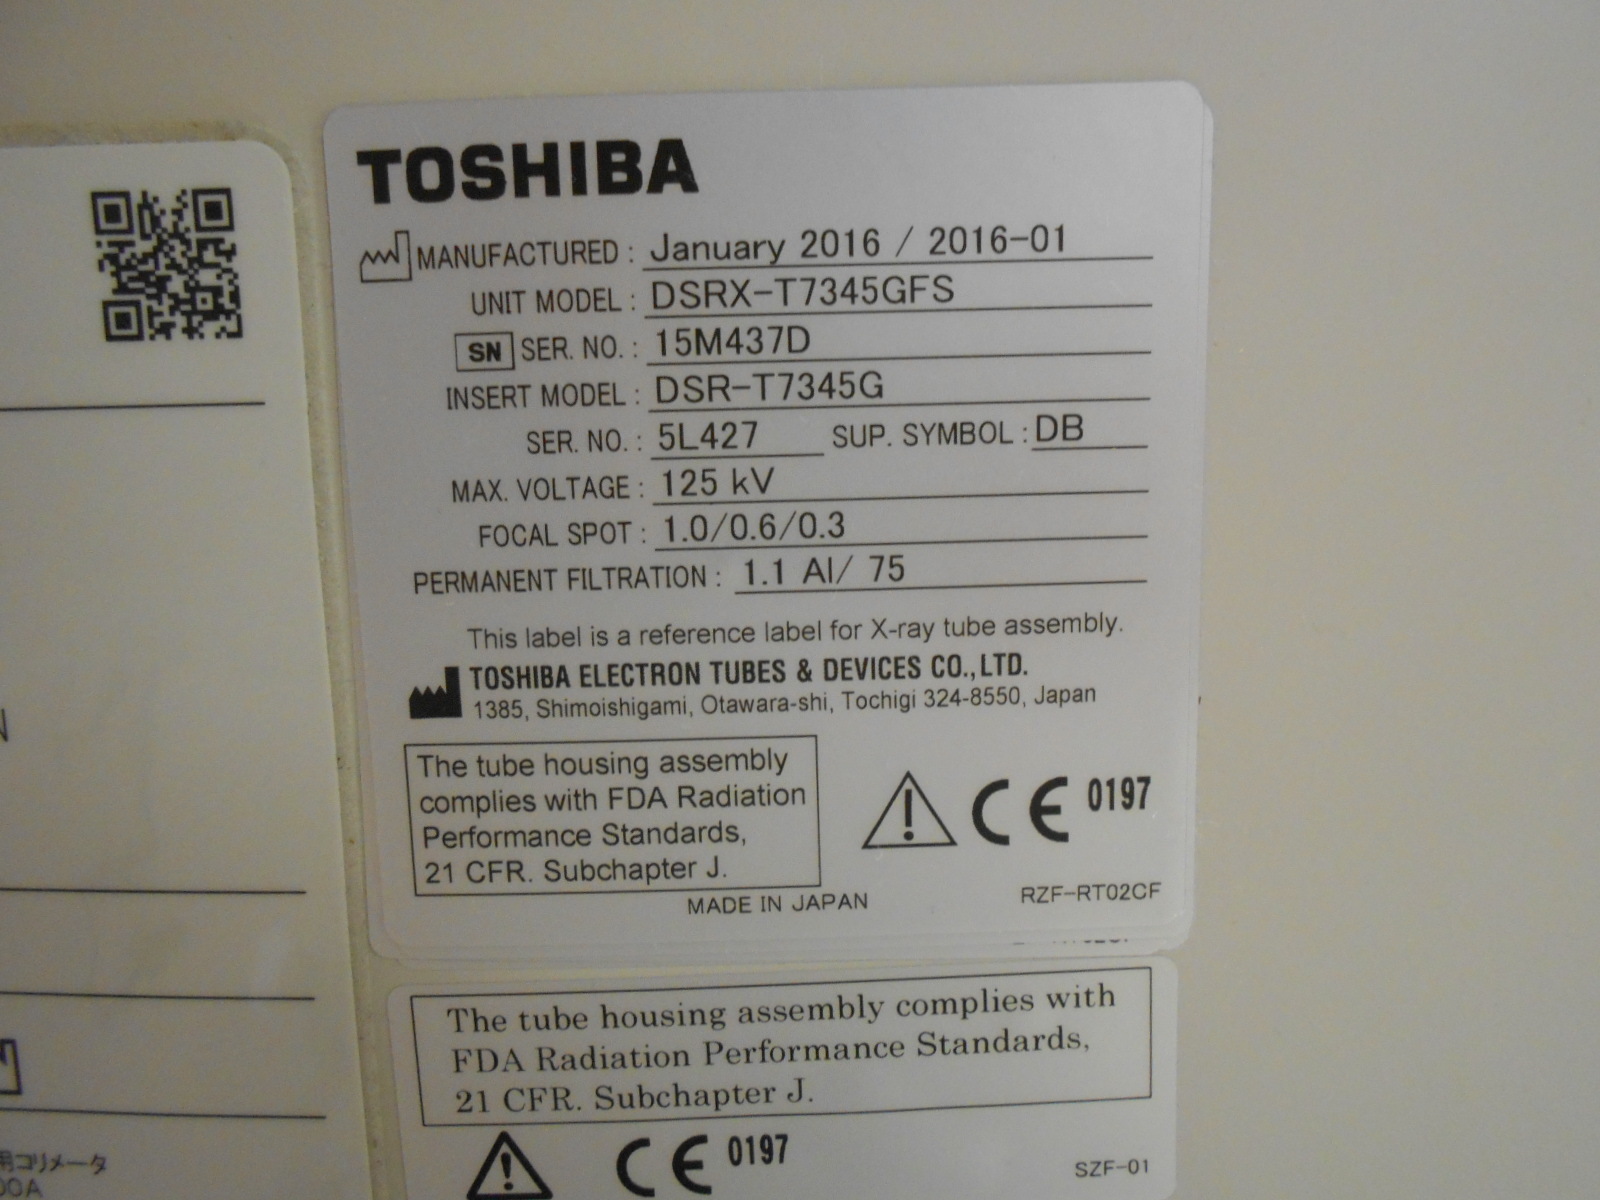 TOSHIBA
MANUFACTURED : January 2016 / 2016-01
UNIT MODEL : DSRX-T7345GFS
SN SER. NO. : 15M437D
INSERT MODEL : DSR-T7345G
SER. NO. : 5L427 SUP. SYMBOL : DB
MAX. VOLTAGE : 125 kV
FOCAL SPOT : 1.0/0.6/0.3
PERMANENT FILTRATION : 1.1 Al/ 75
This label is a reference label for X-ray tube assembly.
TOSHIBA ELECTRON TUBES & DEVICES CO.,LTD.
1385, Shimoishigami, Otawara-shi, Tochigi 324-8550, Japan
The tube housing assembly
complies with FDA Radiation
Performance Standards,
21 CFR. Subchapter J.
CE 0197
MADE IN JAPAN
RZF-RT02CF
The tube housing assembly complies with
FDA Radiation Performance Standards,
21 CFR. Subchapter J.
CE 0197
SZF-01
用コリメータ
00A